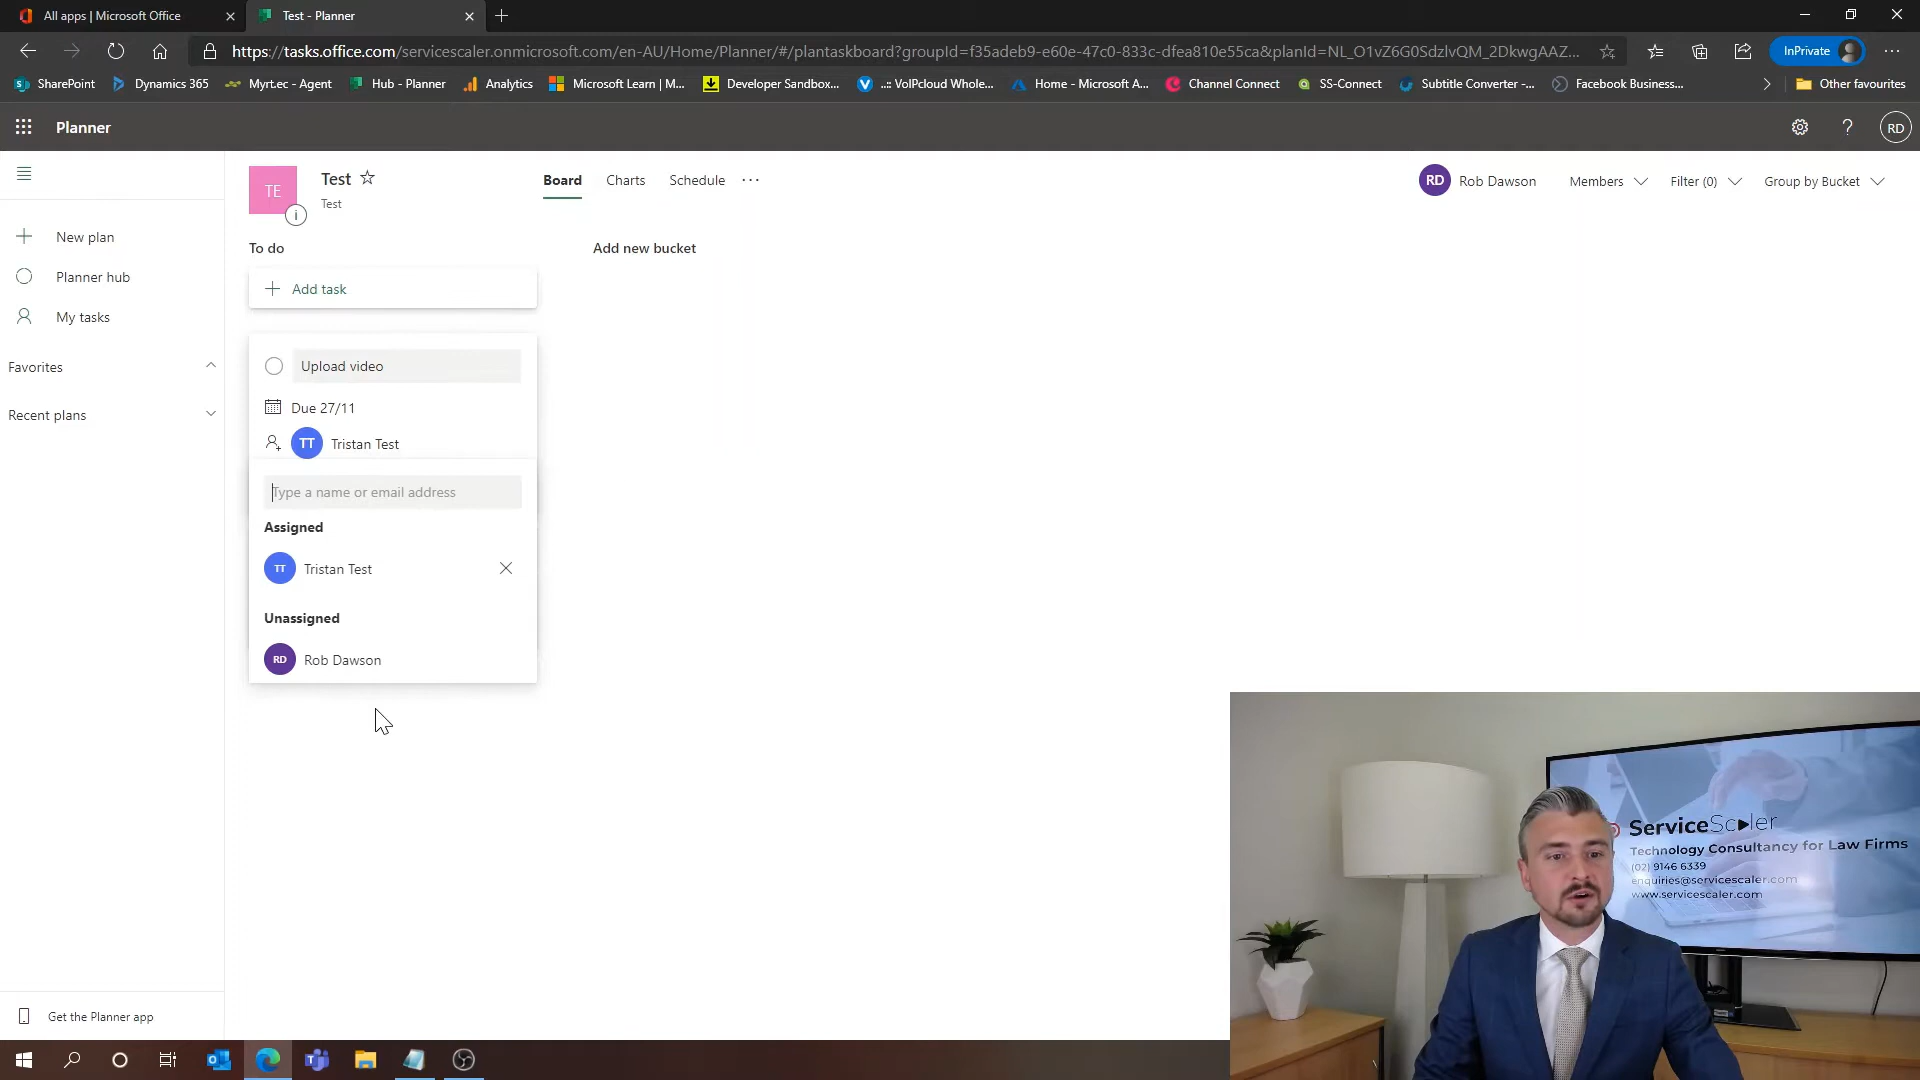 All apps | Microsoft Office
Test - Planner
https://tasks.office.com/servicescaler.onmicrosoft.com/en-AU/Home/Planner/#/plantaskboard?groupId=f35adeb9-e60e-47c0-833c-dfea810e55ca&planId=NL_O1vZ6G0SdzlvQM_2DkwgAAZ...
InPrivate
SharePoint
Dynamics 365
Myrt.ec - Agent
Hub - Planner
Analytics
Microsoft Learn | M...
Developer Sandbox...
..:: VoIPcloud Whole...
Home - Microsoft A...
Channel Connect
SS-Connect
Subtitle Converter -...
Facebook Business...
Other favourites
Planner
RD
New plan
Planner hub
My tasks
Favorites
Recent plans
Get the Planner app
TE
Test
Test
Board
Charts
Schedule
RD
Rob Dawson
Members
Filter (0)
Group by Bucket
To do
Add new bucket
Add task
Upload video
Due 27/11
TT Tristan Test
Type a name or email address
Assigned
TT Tristan Test
Unassigned
RD Rob Dawson
ServiceScaler
Technology Consultancy for Law Firms
(02) 9146 6339
enquiries@servicescaler.com
www.servicescaler.com